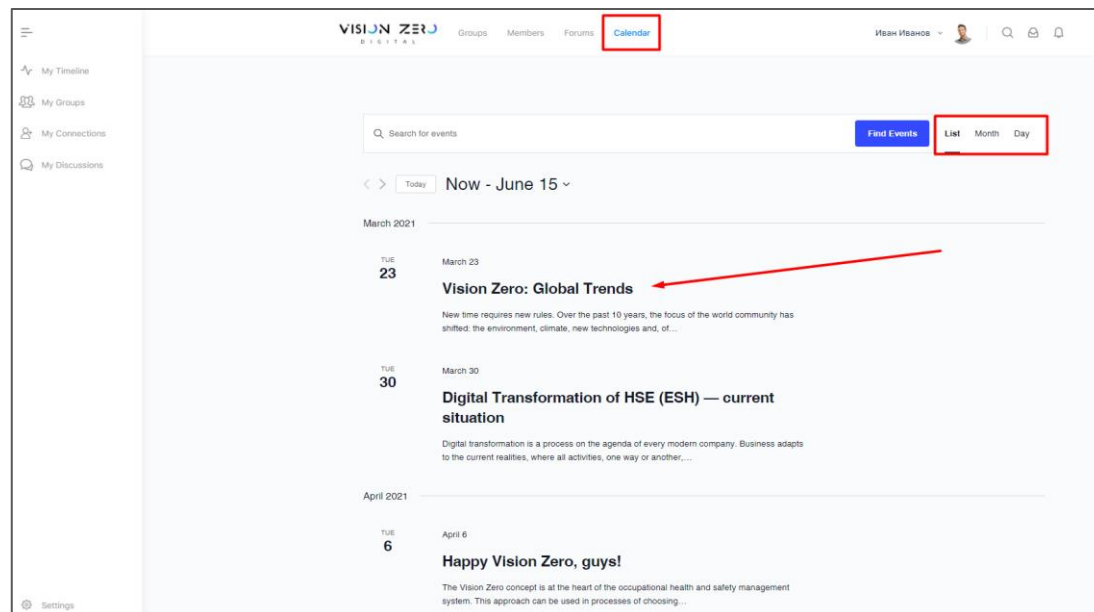 VISION ZERO
DIGITAL
Groups
Members
Forums
Calendar
Иван Иванов
My Timeline
My Groups
My Connections
My Discussions
Search for events
Find Events
List
Month
Day
Today
Now - June 15
March 2021
TUE
23
March 23
Vision Zero: Global Trends
New time requires new rules. Over the past 10 years, the focus of the world community has
shifted: the environment, climate, new technologies and, of…
TUE
30
March 30
Digital Transformation of HSE (ESH) — current
situation
Digital transformation is a process on the agenda of every modern company. Business adapts
to the current realities, where all activities, one way or another,…
April 2021
TUE
6
April 6
Happy Vision Zero, guys!
The Vision Zero concept is at the heart of the occupational health and safety management
system. This approach can be used in processes of choosing…
Settings